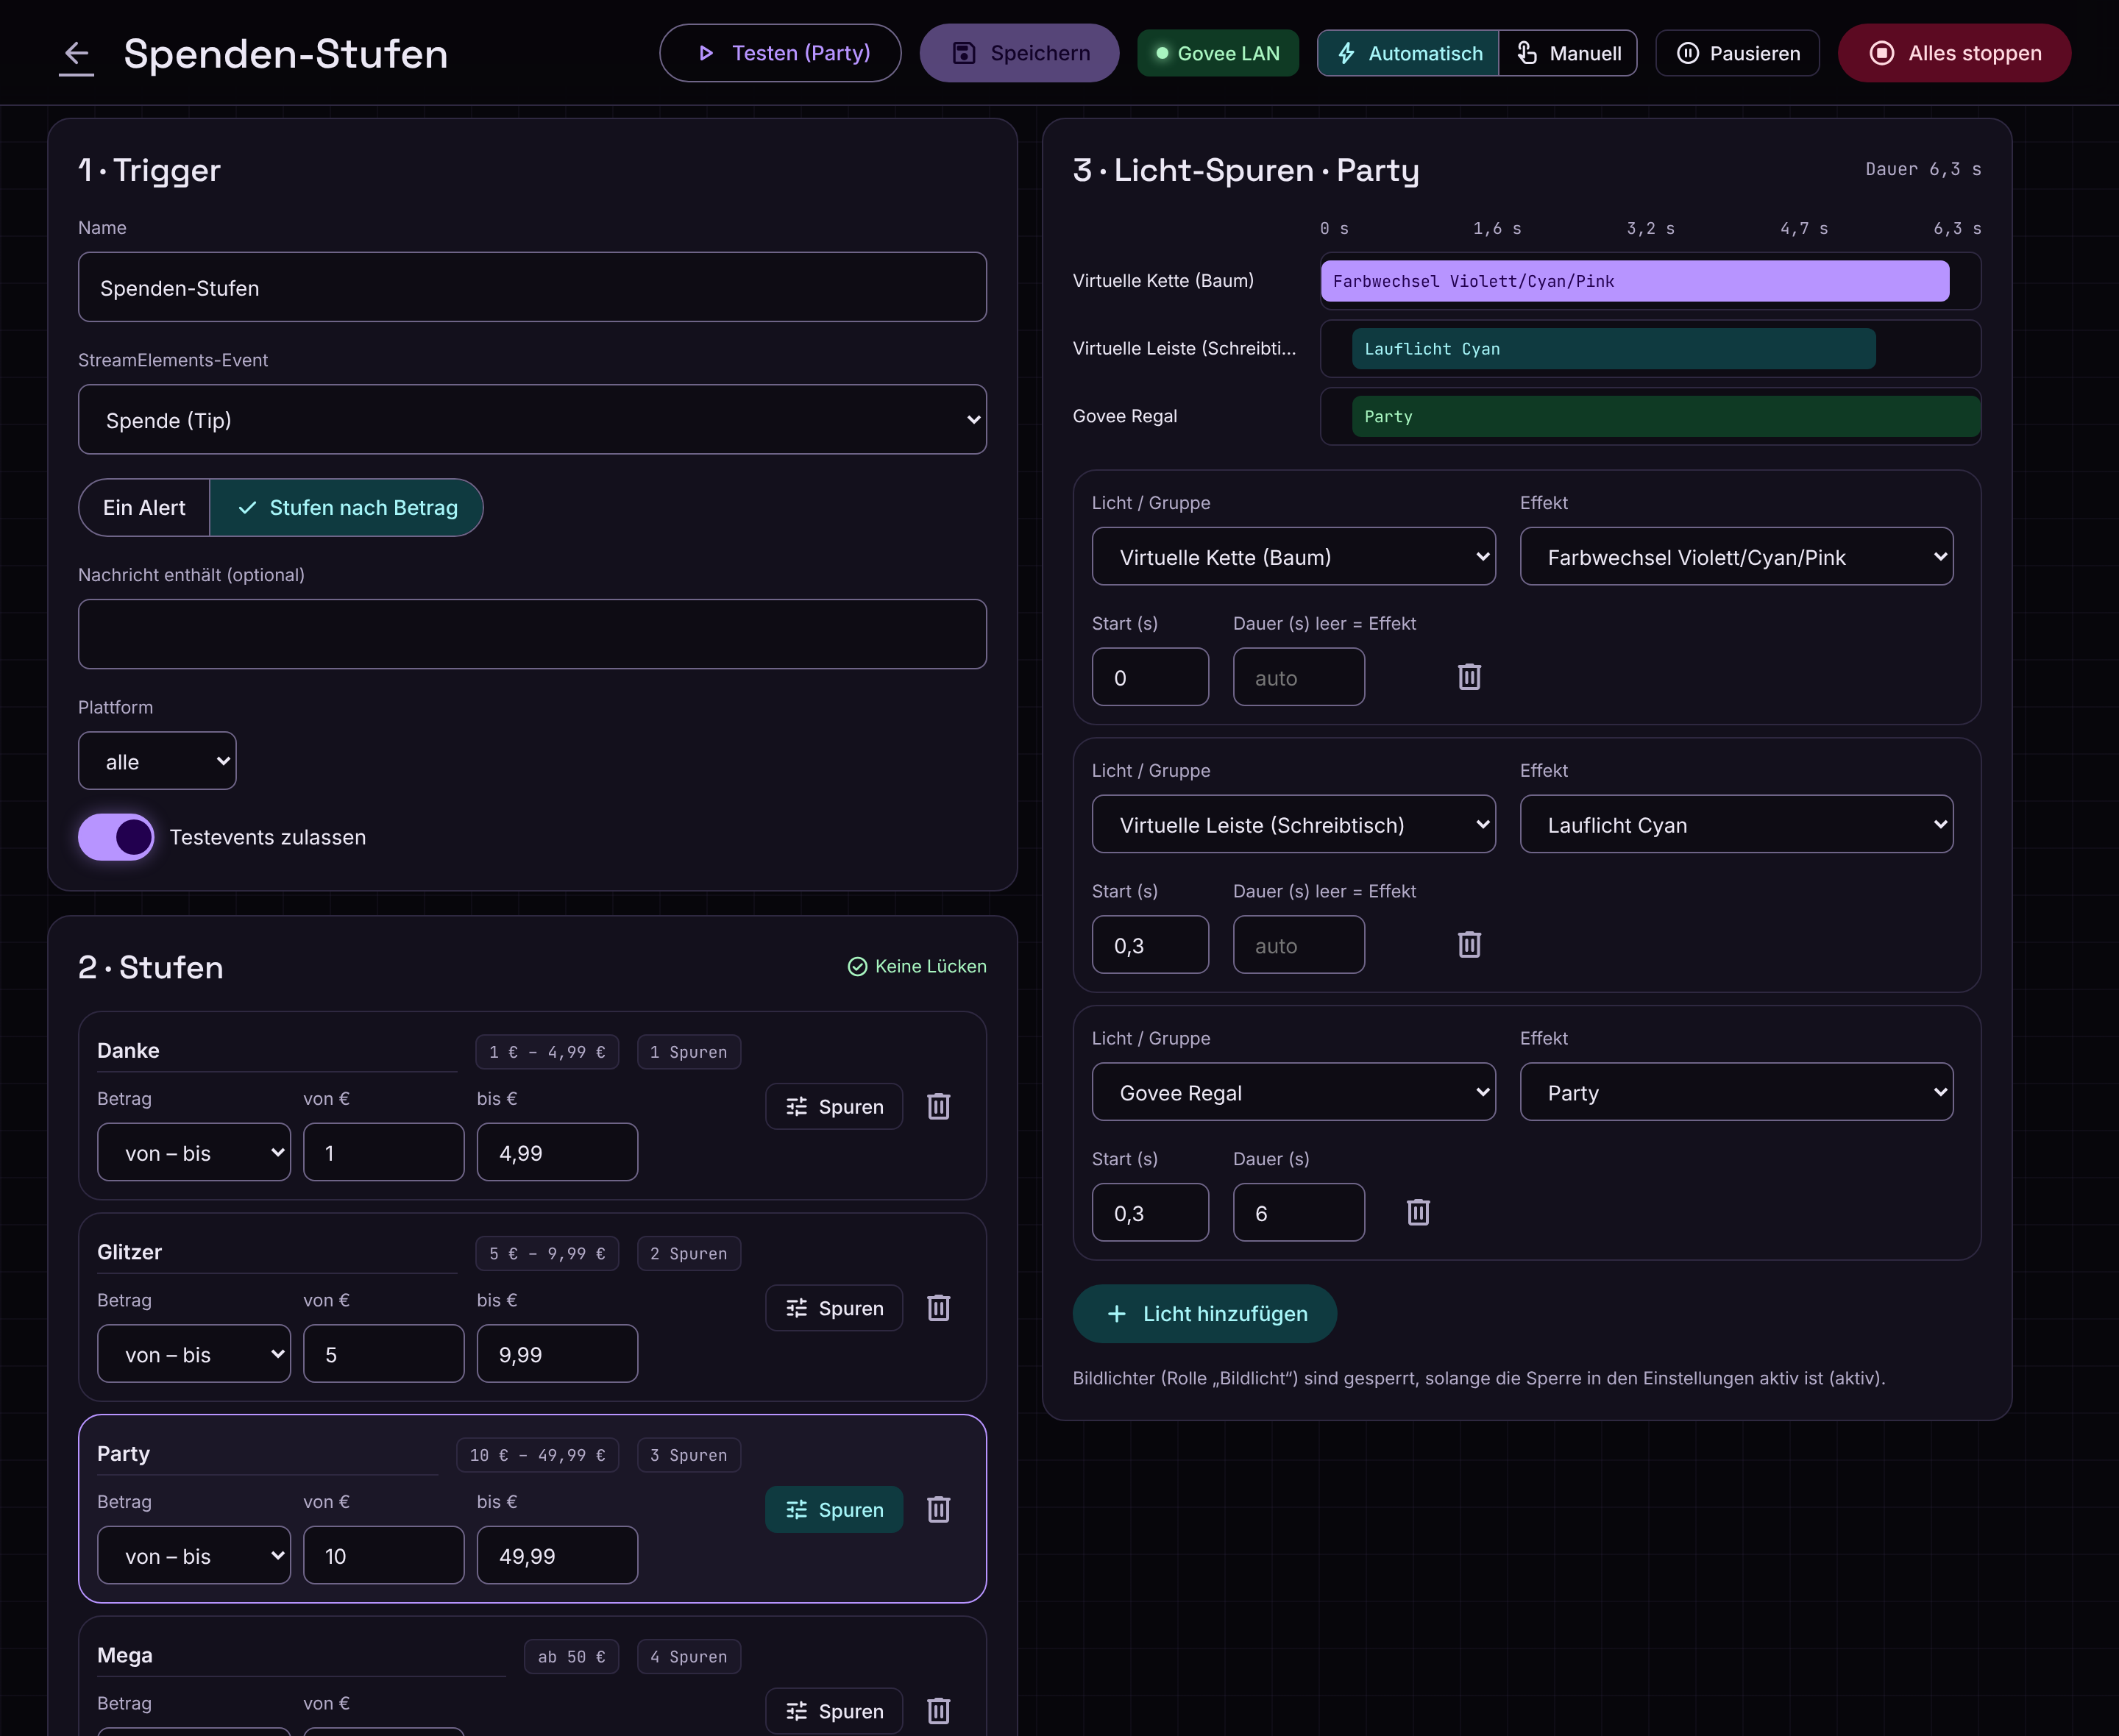 Spenden-Stufen
Testen (Party)
Speichern
Govee LAN
Automatisch
Manuell
Pausieren
Alles stoppen
1 · Trigger
Name
Spenden-Stufen
StreamElements-Event
Spende (Tip)
Ein Alert
Stufen nach Betrag
Nachricht enthält (optional)
Plattform
alle
Testevents zulassen
2 · Stufen
Keine Lücken
Danke
1 € – 4,99 €
1 Spuren
Betrag
von €
bis €
von – bis
1
4,99
Spuren
Glitzer
5 € – 9,99 €
2 Spuren
Betrag
von €
bis €
von – bis
5
9,99
Spuren
Party
10 € – 49,99 €
3 Spuren
Betrag
von €
bis €
von – bis
10
49,99
Spuren
Mega
ab 50 €
4 Spuren
Betrag
von €
Spuren
3 · Licht-Spuren · Party
Dauer 6,3 s
0 s
1,6 s
3,2 s
4,7 s
6,3 s
Virtuelle Kette (Baum)
Farbwechsel Violett/Cyan/Pink
Virtuelle Leiste (Schreibti...
Lauflicht Cyan
Govee Regal
Party
Licht / Gruppe
Effekt
Virtuelle Kette (Baum)
Farbwechsel Violett/Cyan/Pink
Start (s)
Dauer (s) leer = Effekt
0
auto
Licht / Gruppe
Effekt
Virtuelle Leiste (Schreibtisch)
Lauflicht Cyan
Start (s)
Dauer (s) leer = Effekt
0,3
auto
Licht / Gruppe
Effekt
Govee Regal
Party
Start (s)
Dauer (s)
0,3
6
Licht hinzufügen
Bildlichter (Rolle „Bildlicht“) sind gesperrt, solange die Sperre in den Einstellungen aktiv ist (aktiv).